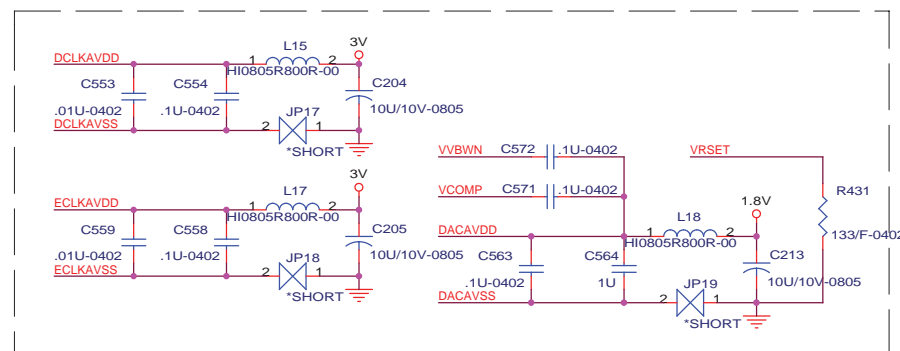 L15
3V
DCLKAVDD
1
2
HI0805R800R-00
C553
C554
C204
.01U-0402
.1U-0402
JP17
10U/10V-0805
DCLKAVSS
2
1
*SHORT
VVBWN
C572
.1U-0402
VRSET
3V
L17
VCOMP
C571
.1U-0402
R431
ECLKAVDD
1
2
HI0805R800R-00
1.8V
L18
C559
C558
C205
DACAVDD
1
2
133/F-0402
.01U-0402
.1U-0402
JP18
10U/10V-0805
HI0805R800R-00
C563
C564
C213
ECLKAVSS
2
1
.1U-0402
1U
JP19
10U/10V-0805
*SHORT
DACAVSS
2
1
*SHORT